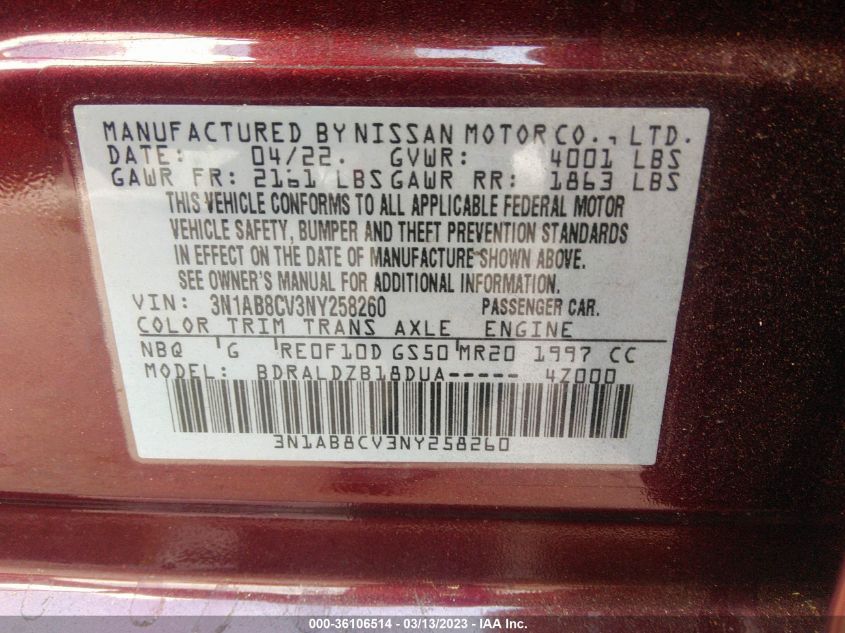 MANUFACTURED BY NISSAN MOTOR CO., LTD.
DATE: 04/22. GVWR: 4001 LBS
GAWR FR: 2161 LBS GAWR RR: 1863 LBS
THIS VEHICLE CONFORMS TO ALL APPLICABLE FEDERAL MOTOR
VEHICLE SAFETY, BUMPER AND THEFT PREVENTION STANDARDS
IN EFFECT ON THE DATE OF MANUFACTURE SHOWN ABOVE.
SEE OWNER'S MANUAL FOR ADDITIONAL INFORMATION.
VIN: 3N1AB8CV3NY258260 PASSENGER CAR.
COLOR TRIM TRANS AXLE ENGINE
NBQ G RE0F10D GS50 MR20 1997 CC
MODEL: BDRALDZB18DUA----- 4Z000
3N1AB8CV3NY258260
000-36106514 - 03/13/2023 - © IAA Inc.